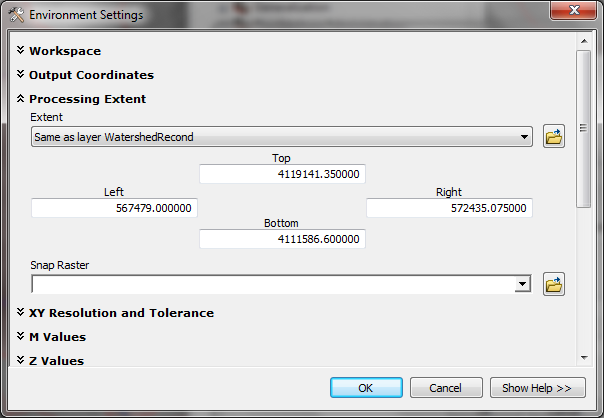 Environment Settings
Workspace
Output Coordinates
Processing Extent
Extent
Same as layer WatershedRecond
Top
4119141.350000
Left
Right
567479.000000
572435.075000
Bottom
4111586.600000
Snap Raster
XY Resolution and Tolerance
M Values
Z Values
OK
Cancel
Show Help >>